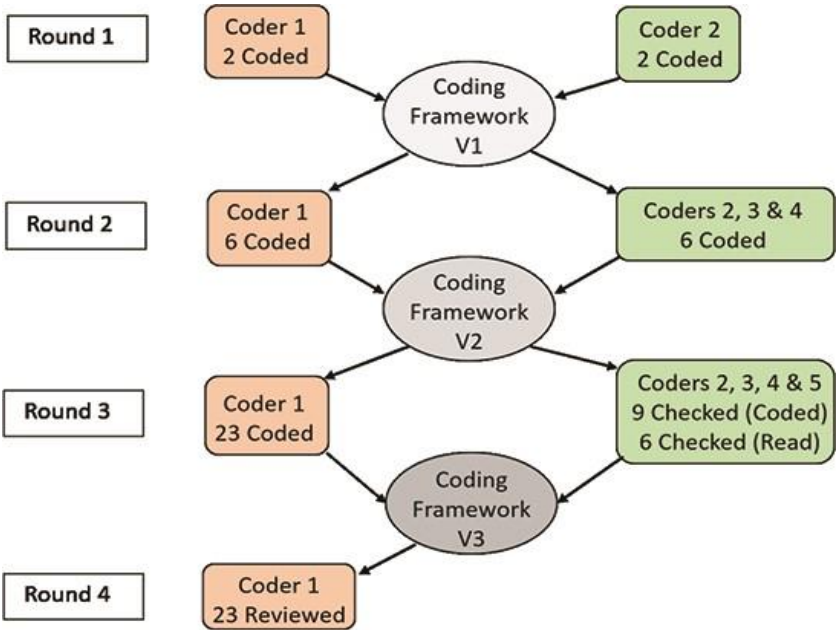 Round 1
Coder 1
2 Coded
Coder 2
2 Coded
Coding
Framework
V1
Round 2
Coder 1
6 Coded
Coders 2, 3 & 4
6 Coded
Coding
Framework
V2
Round 3
Coder 1
23 Coded
Coders 2, 3, 4 & 5
9 Checked (Coded)
6 Checked (Read)
Coding
Framework
V3
Round 4
Coder 1
23 Reviewed